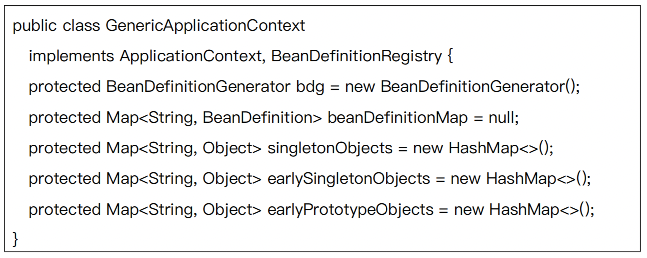 public class GenericApplicationContext
implements ApplicationContext, BeanDefinitionRegistry {
protected BeanDefinitionGenerator bdg = new BeanDefinitionGenerator();
protected Map<String, BeanDefinition> beanDefinitionMap = null;
protected Map<String, Object> singletonObjects = new HashMap<>();
protected Map<String, Object> earlySingletonObjects = new HashMap<>();
protected Map<String, Object> earlyPrototypeObjects = new HashMap<>();
}